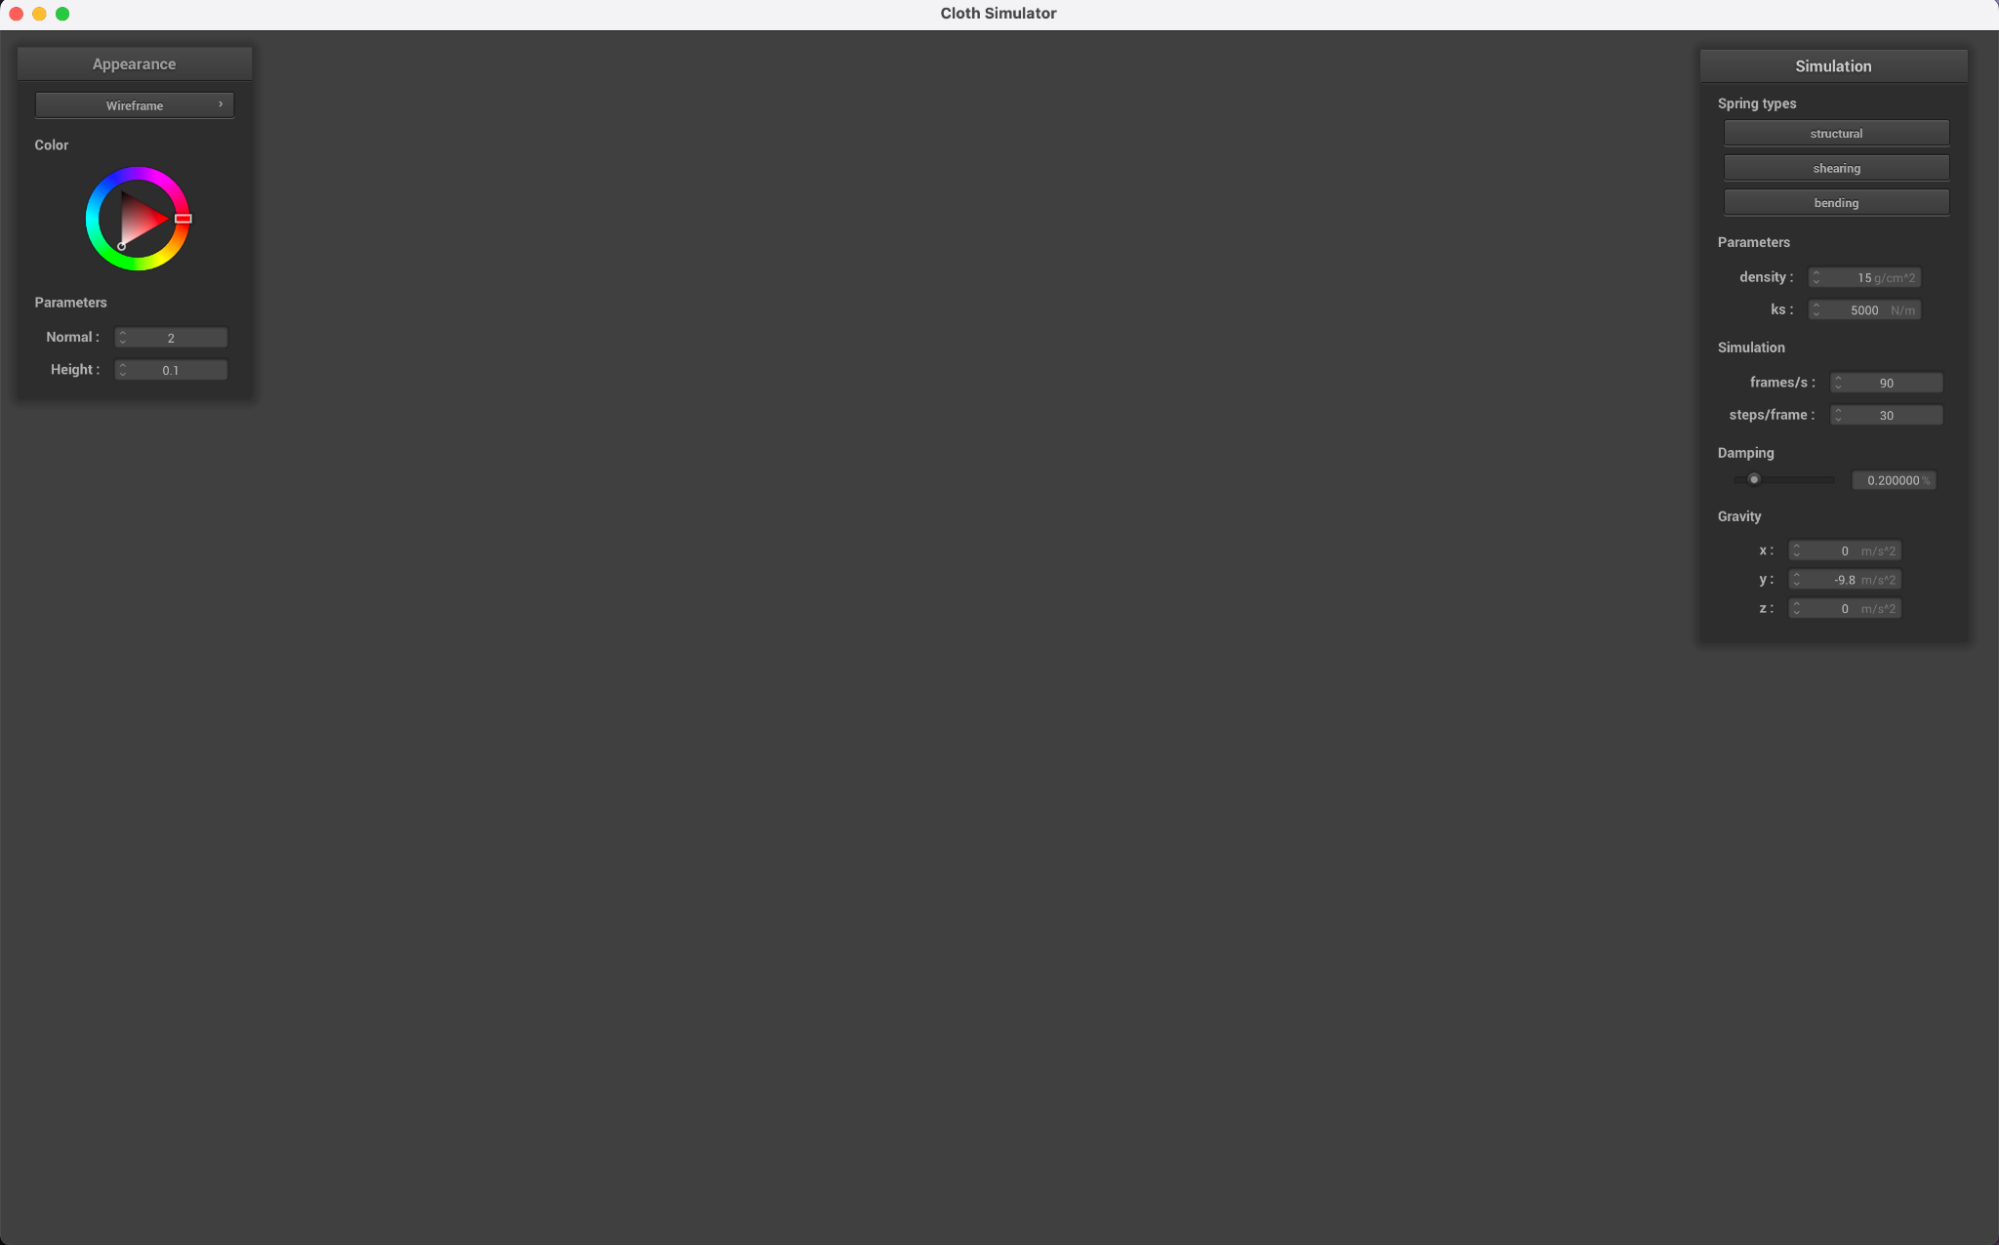 Cloth Simulator
Appearance
Wireframe
Color
Parameters
Normal : 2
Height : 0.1
Simulation
Spring types
structural
shearing
bending
Parameters
density : 15 g/cm^2
ks : 5000 N/m
Simulation
frames/s : 90
steps/frame : 30
Damping
0.200000 %
Gravity
x : 0 m/s^2
y : -9.8 m/s^2
z : 0 m/s^2